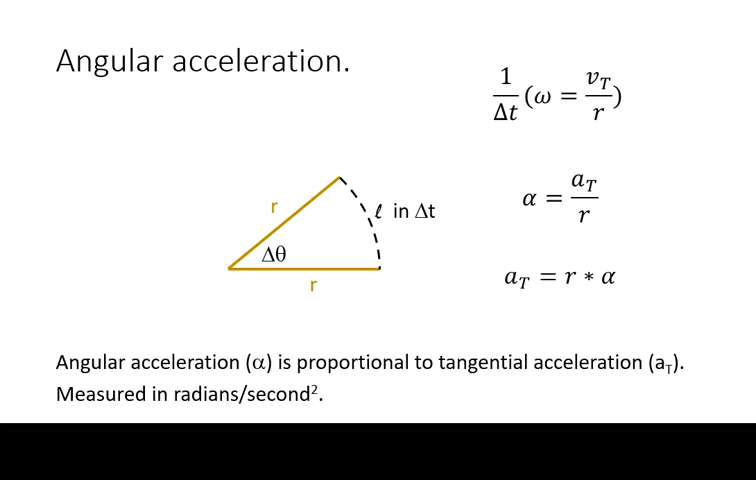 Angular acceleration.
1/Δt (ω = v_T/r)
α = a_T/r
r
ℓ in Δt
Δθ
a_T = r * α
r
Angular acceleration (α) is proportional to tangential acceleration (a_T).
Measured in radians/second².